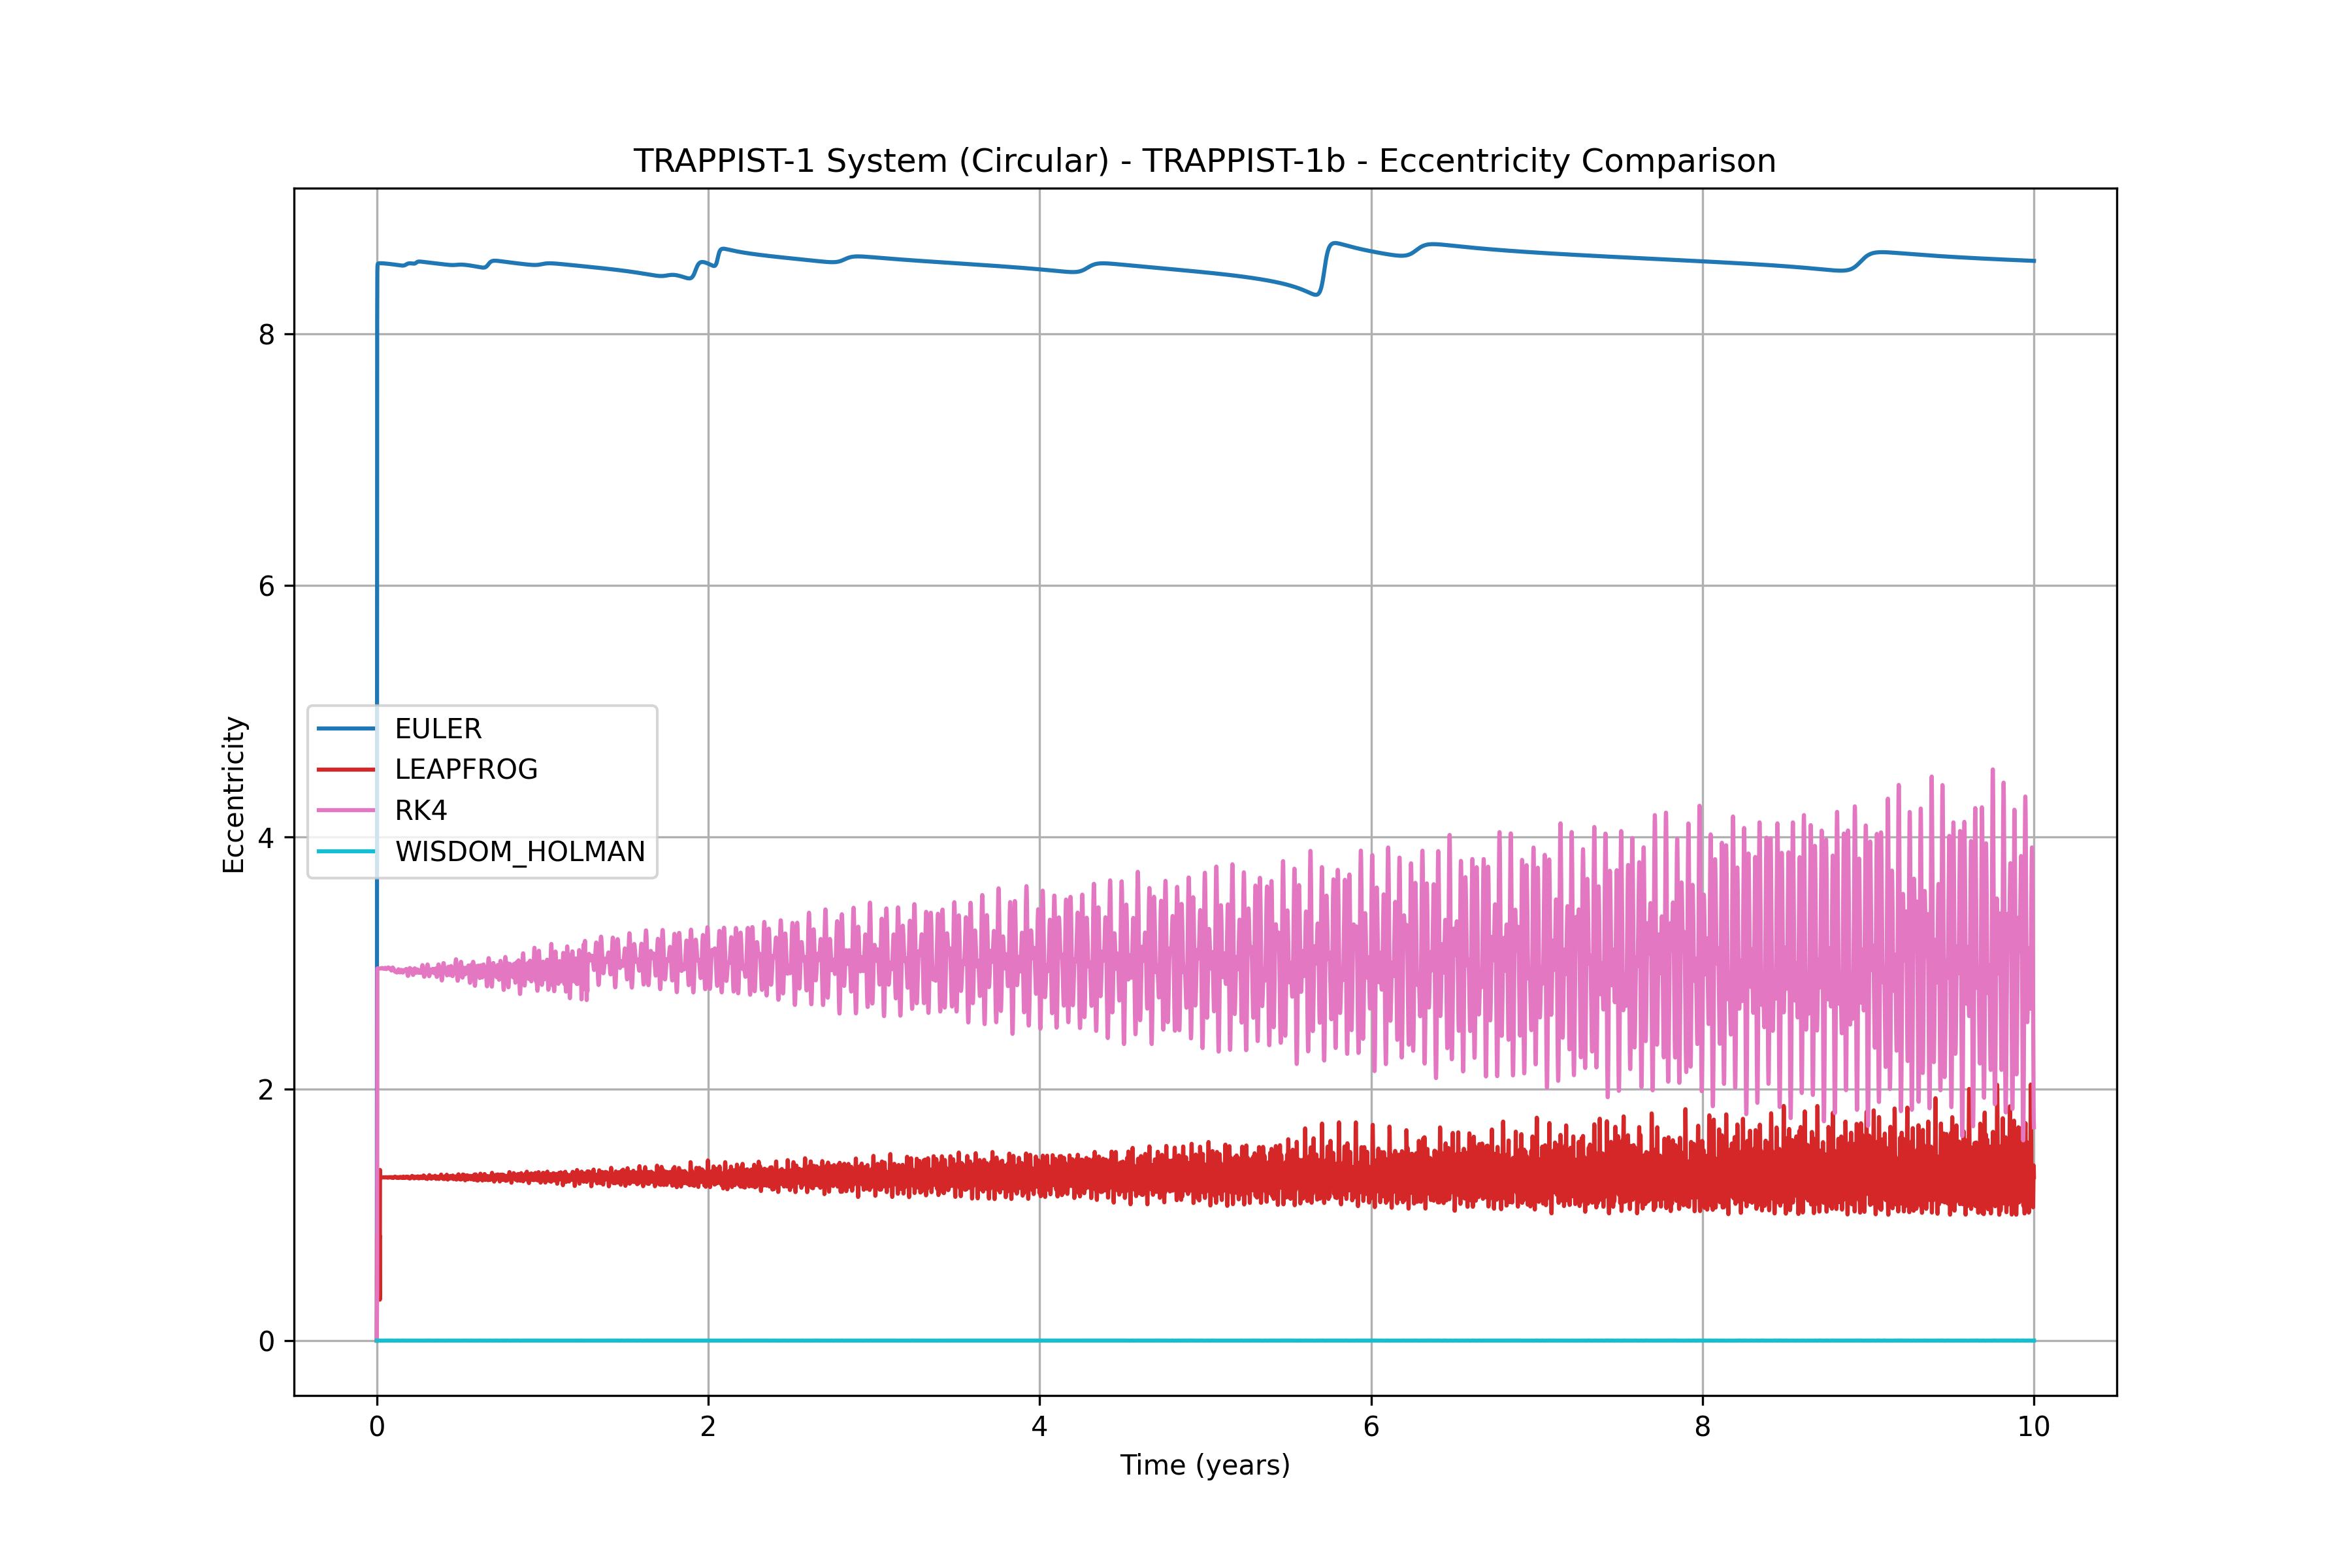 TRAPPIST-1 System (Circular) - TRAPPIST-1b - Eccentricity Comparison
Eccentricity
8
6
4
2
0
EULER
LEAPFROG
RK4
WISDOM_HOLMAN
0 2 4 6 8 10
Time (years)